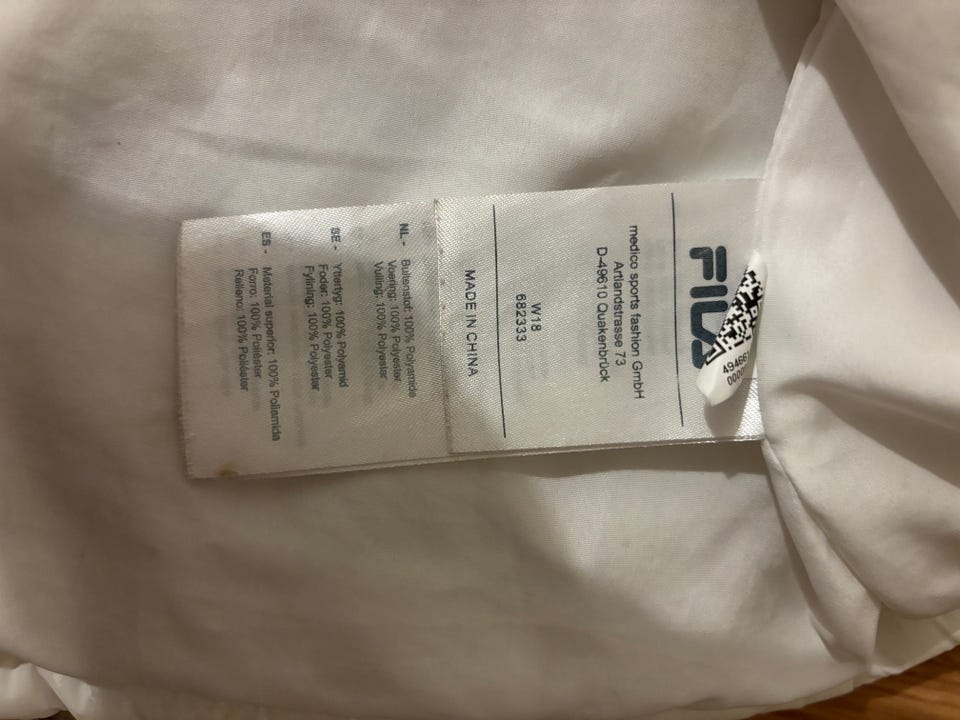 FILA
medico sports fashion GmbH
Artlandstrasse 73
D-49610 Quakenbrück
W18
682333
MADE IN CHINA
NL - Buitenstof: 100% Polyamide
Voering: 100% Polyester
Vulling: 100% Polyester
SE - Yttertyg: 100% Polyamid
Foder: 100% Polyester
Fyllning: 100% Polyester
ES - Material superior: 100% Poliamida
Forro: 100% Poliéster
Relleno: 100% Poliéster